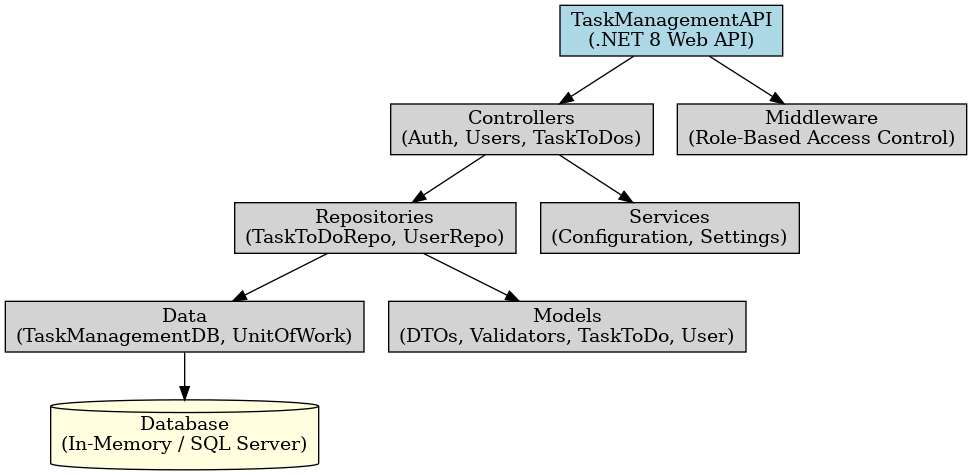 TaskManagementAPI
(.NET 8 Web API)
Controllers
(Auth, Users, TaskToDos)
Middleware
(Role-Based Access Control)
Repositories
(TaskToDoRepo, UserRepo)
Services
(Configuration, Settings)
Data
(TaskManagementDB, UnitOfWork)
Models
(DTOs, Validators, TaskToDo, User)
Database
(In-Memory / SQL Server)